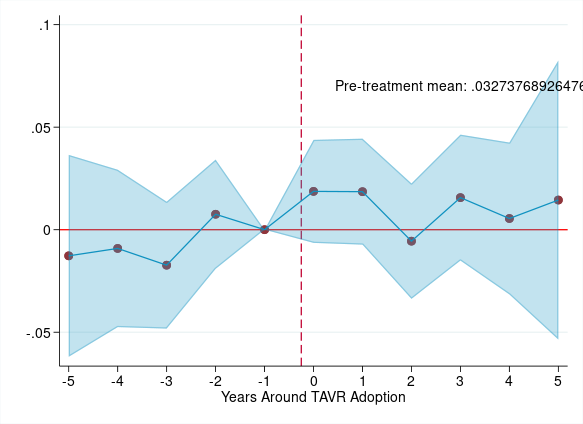 .1
Pre-treatment mean: .03273768926476
.05
0
-.05
-5 -4 -3 -2 -1 0 1 2 3 4 5
Years Around TAVR Adoption